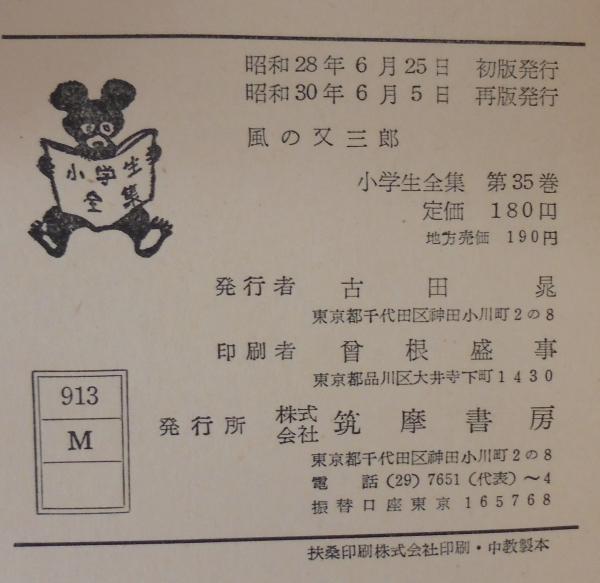 昭和28年6月25日 初版発行
昭和30年6月5日 再版発行
風の又三郎
小学生全集 第35巻
定価 180円
地方売価 190円
小学生
全集
発行者 古田晁
東京都千代田区神田小川町2の8
印刷者 曾根盛事
東京都品川区大井寺下町1430
発行所 株式会社 筑摩書房
東京都千代田区神田小川町2の8
電話(29)7651(代表)~4
振替口座東京 165768
913
M
扶桑印刷株式会社印刷・中教製本